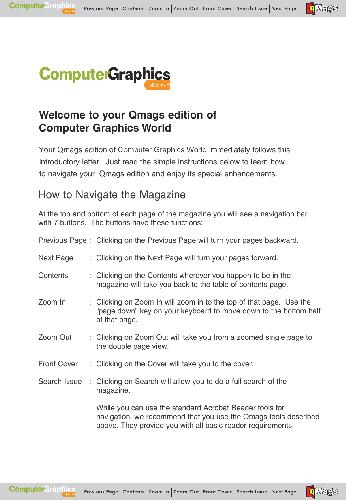 ComputerGraphics WORLD Previous Page Contents Zoom In Zoom Out Front Cover Search Issue Next Page Qmags
ComputerGraphics
WORLD
Welcome to your Qmags edition of
Computer Graphics World
Your Qmags edition of Computer Graphics World immediately follows this
introductory letter. Just read the simple instructions below to learn how
to navigate your Qmags edition and enjoy its special enhancements.
How to Navigate the Magazine
At the top and bottom of each page of the magazine you will see a navigation bar
with 7 buttons. The buttons have these functions:
Previous Page : Clicking on the Previous Page will turn your pages backward.
Next Page : Clicking on the Next Page will turn your pages forward.
Contents : Clicking on the Contents wherever you happen to be in the
magazine will take you back to the table of contents page.
Zoom In : Clicking on Zoom In will zoom in to the top of that page. Use the
"page down" key on your keyboard to move down to the bottom half
of that page.
Zoom Out : Clicking on Zoom Out will take you from a zoomed single page to
the double page view.
Front Cover : Clicking on the Cover will take you to the cover.
Search Issue : Clicking on Search will allow you to do a full search of the
magazine.
While you can use the standard Acrobat Reader tools for
navigation, we recommend that you use the Qmags tools described
above. They provide you with all basic reader requirements.
ComputerGraphics WORLD Previous Page Contents Zoom In Zoom Out Front Cover Search Issue Next Page Qmags